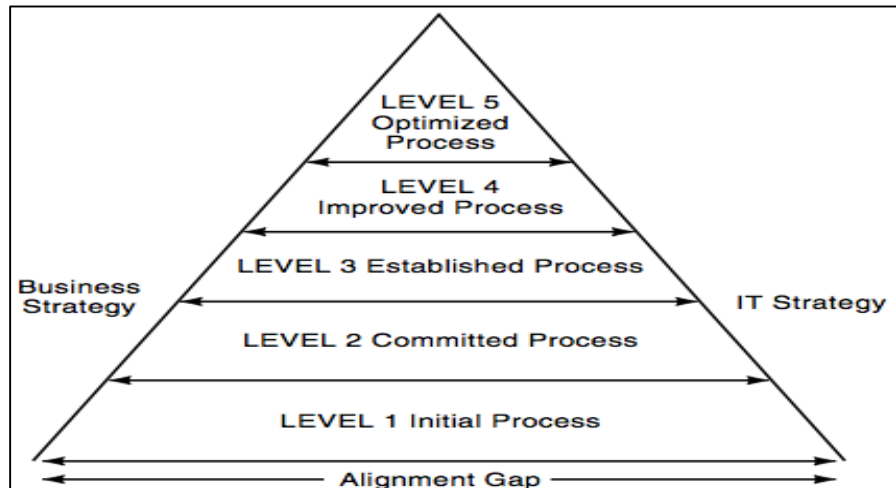 LEVEL 5
Optimized
Process
LEVEL 4
Improved Process
LEVEL 3 Established Process
Business
Strategy
IT Strategy
LEVEL 2 Committed Process
LEVEL 1 Initial Process
Alignment Gap